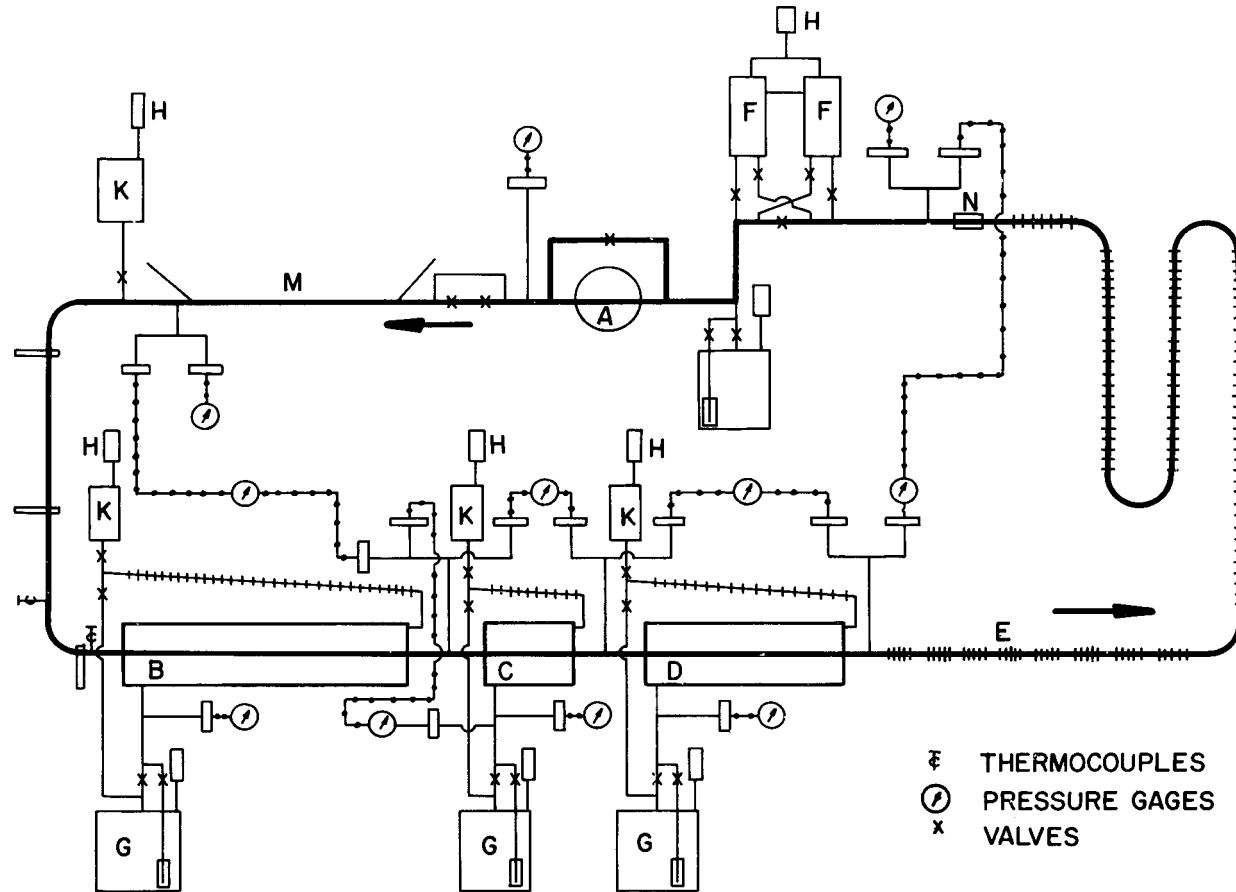 H
H
F
F
K
N
M
A
H
H
H
K
K
K
E
B
C
D
G
G
G
THERMOCOUPLES
PRESSURE GAGES
VALVES